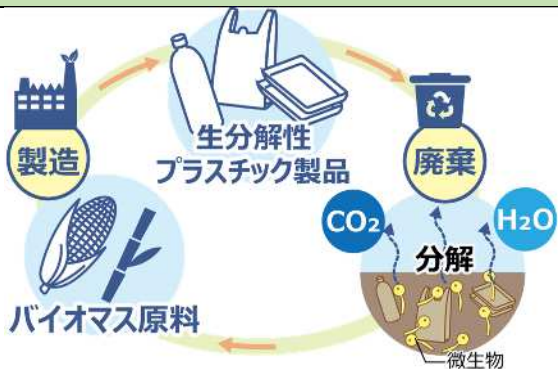 生分解性
プラスチック製品
製造
廃棄
CO₂
H₂O
分解
バイオマス原料
微生物